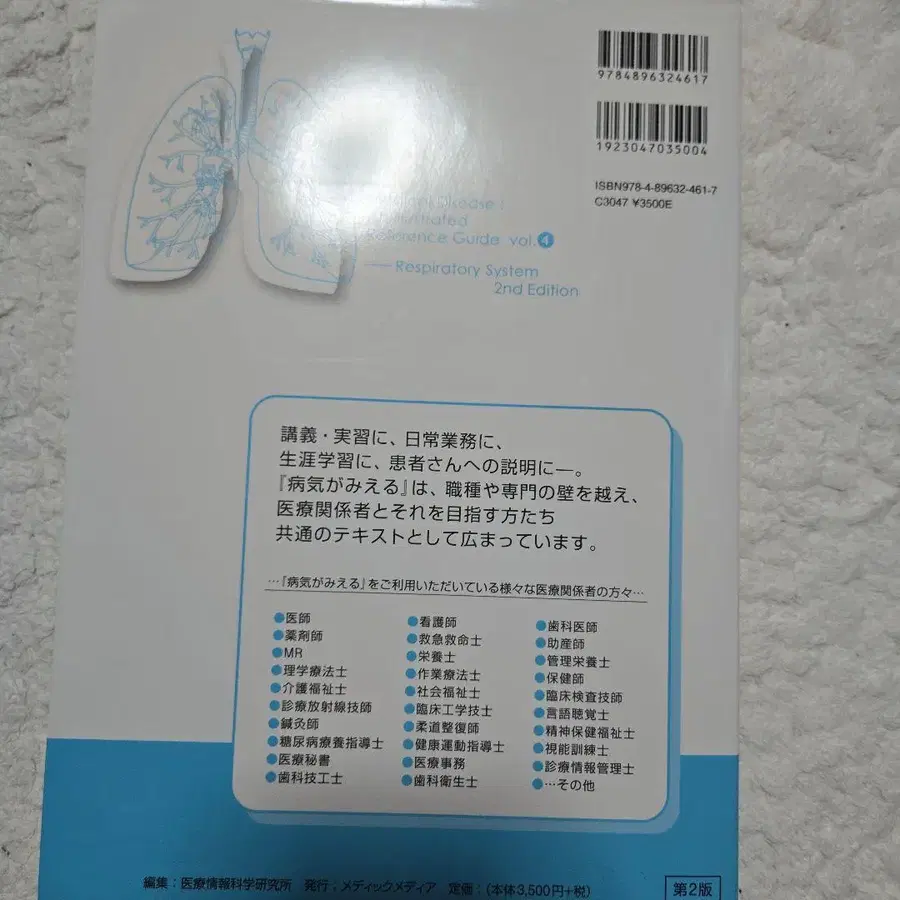 9784896324617
1923047035004
ISBN978-4-89632-461-7
C3047 ¥3500E
Disease :
Reference Guide vol.4
Respiratory System
2nd Edition
講義・実習に、日常業務に、
生涯学習に、患者さんへの説明に―。
『病気がみえる』は、職種や専門の壁を越え、
医療関係者とそれを目指す方たち
共通のテキストとして広まっています。
…『病気がみえる』をご利用いただいている様々な医療関係者の方々…
●医師 ●看護師 ●歯科医師
●薬剤師 ●救急救命士 ●助産師
●MR ●栄養士 ●管理栄養士
●理学療法士 ●作業療法士 ●保健師
●介護福祉士 ●社会福祉士 ●臨床検査技師
●診療放射線技師 ●臨床工学技士 ●言語聴覚士
●鍼灸師 ●柔道整復師 ●精神保健福祉士
●糖尿病療養指導士 ●健康運動指導士 ●視能訓練士
●医療秘書 ●医療事務 ●診療情報管理士
●歯科技工士 ●歯科衛生士 ●…その他
編集：医療情報科学研究所 発行：メディックメディア 定価：（本体3,500円+税） 第2版